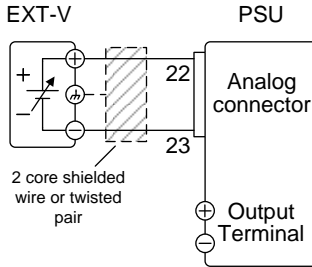 EXT-V
PSU
22
Analog
connector
23
2 core shielded
wire or twisted
pair
Output
Terminal